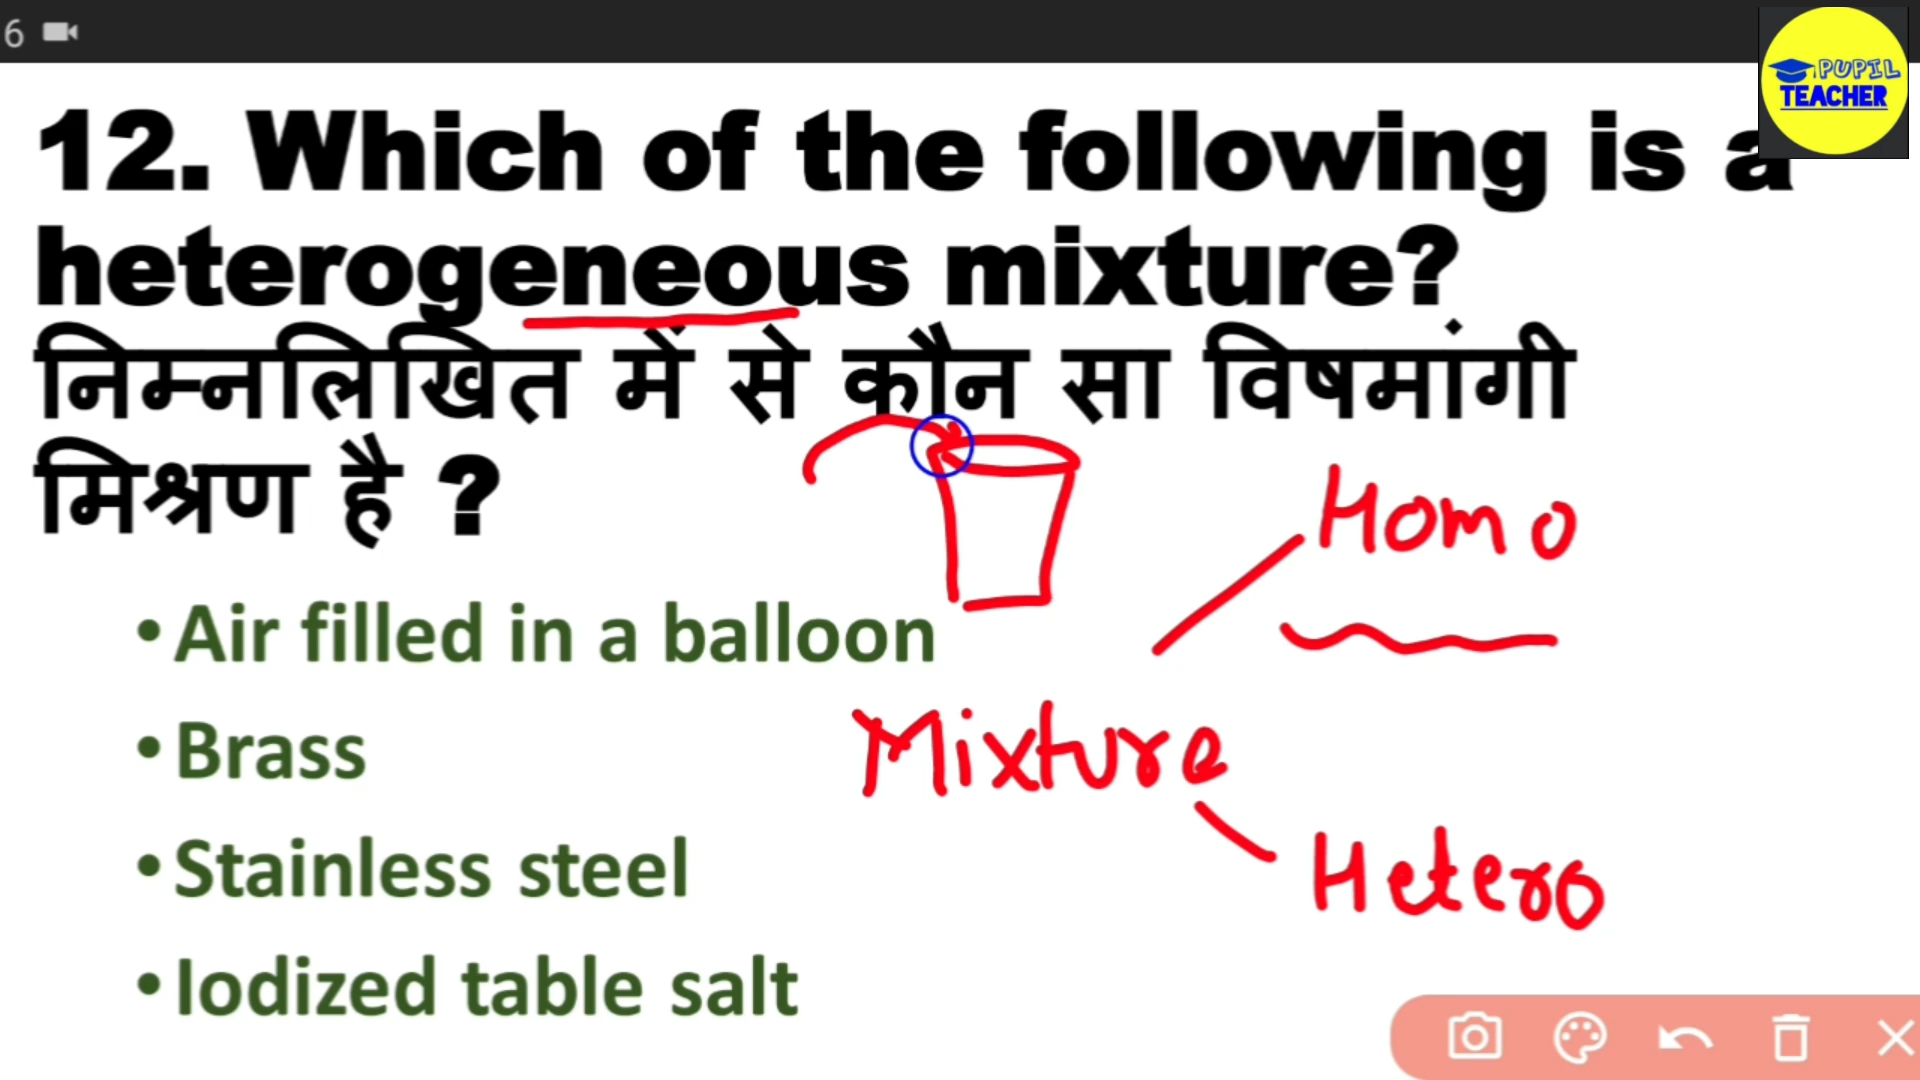 6
PUPIL
TEACHER
12. Which of the following is a
heterogeneous mixture?
निम्नलिखित में से कौन सा विषमांगी
मिश्रण है ?
Homo
• Air filled in a balloon
Mixture
• Brass
• Stainless steel
Hetero
• Iodized table salt